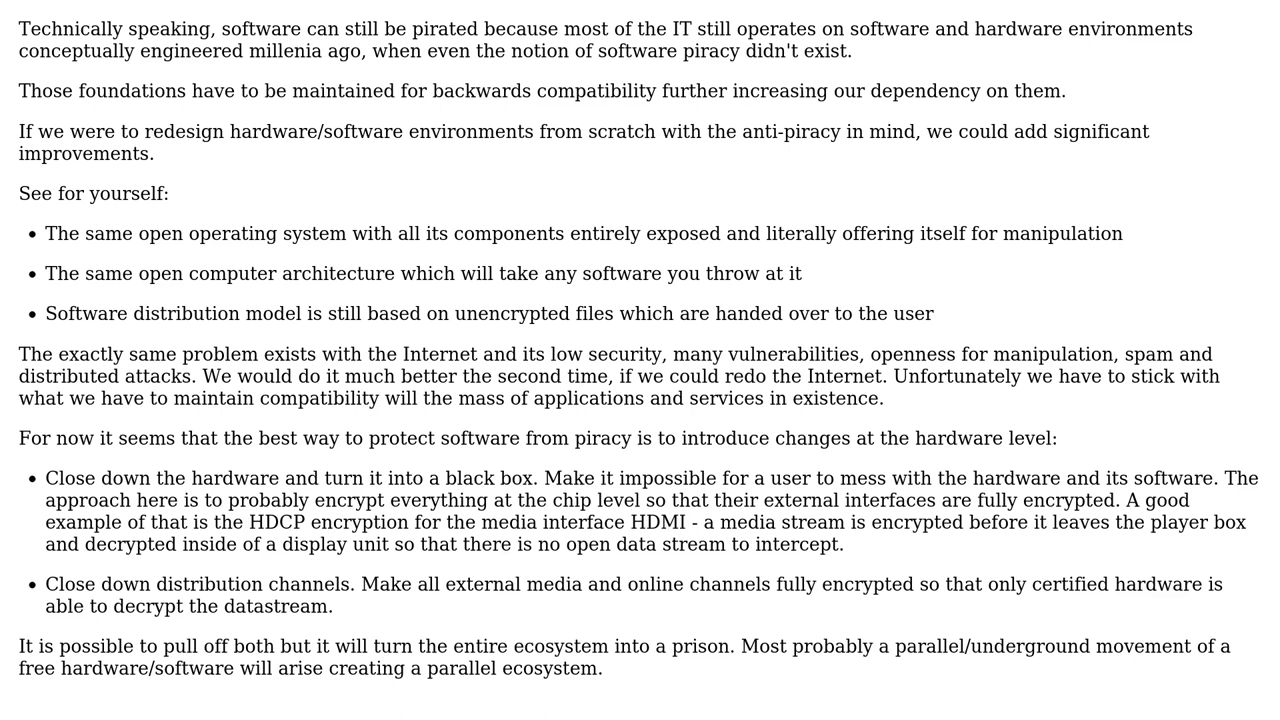 Technically speaking, software can still be pirated because most of the IT still operates on software and hardware environments
conceptually engineered millenia ago, when even the notion of software piracy didn't exist.
Those foundations have to be maintained for backwards compatibility further increasing our dependency on them.
If we were to redesign hardware/software environments from scratch with the anti-piracy in mind, we could add significant
improvements.
See for yourself:
• The same open operating system with all its components entirely exposed and literally offering itself for manipulation
• The same open computer architecture which will take any software you throw at it
• Software distribution model is still based on unencrypted files which are handed over to the user
The exactly same problem exists with the Internet and its low security, many vulnerabilities, openness for manipulation, spam and
distributed attacks. We would do it much better the second time, if we could redo the Internet. Unfortunately we have to stick with
what we have to maintain compatibility will the mass of applications and services in existence.
For now it seems that the best way to protect software from piracy is to introduce changes at the hardware level:
• Close down the hardware and turn it into a black box. Make it impossible for a user to mess with the hardware and its software. The
approach here is to probably encrypt everything at the chip level so that their external interfaces are fully encrypted. A good
example of that is the HDCP encryption for the media interface HDMI - a media stream is encrypted before it leaves the player box
and decrypted inside of a display unit so that there is no open data stream to intercept.
• Close down distribution channels. Make all external media and online channels fully encrypted so that only certified hardware is
able to decrypt the datastream.
It is possible to pull off both but it will turn the entire ecosystem into a prison. Most probably a parallel/underground movement of a
free hardware/software will arise creating a parallel ecosystem.